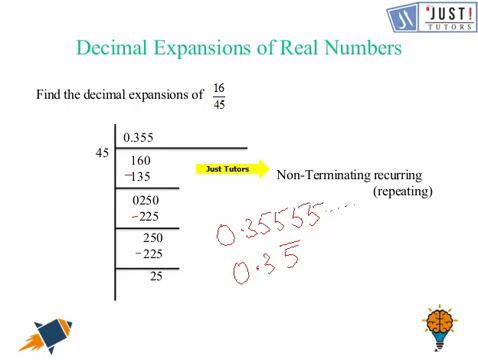 JUST!
TUTORS
Decimal Expansions of Real Numbers
Find the decimal expansions of 16/45
0.355
45
160
Just Tutors
−135
Non-Terminating recurring
(repeating)
0250
−225
0.35555.....
250
0.35̅
−225
25